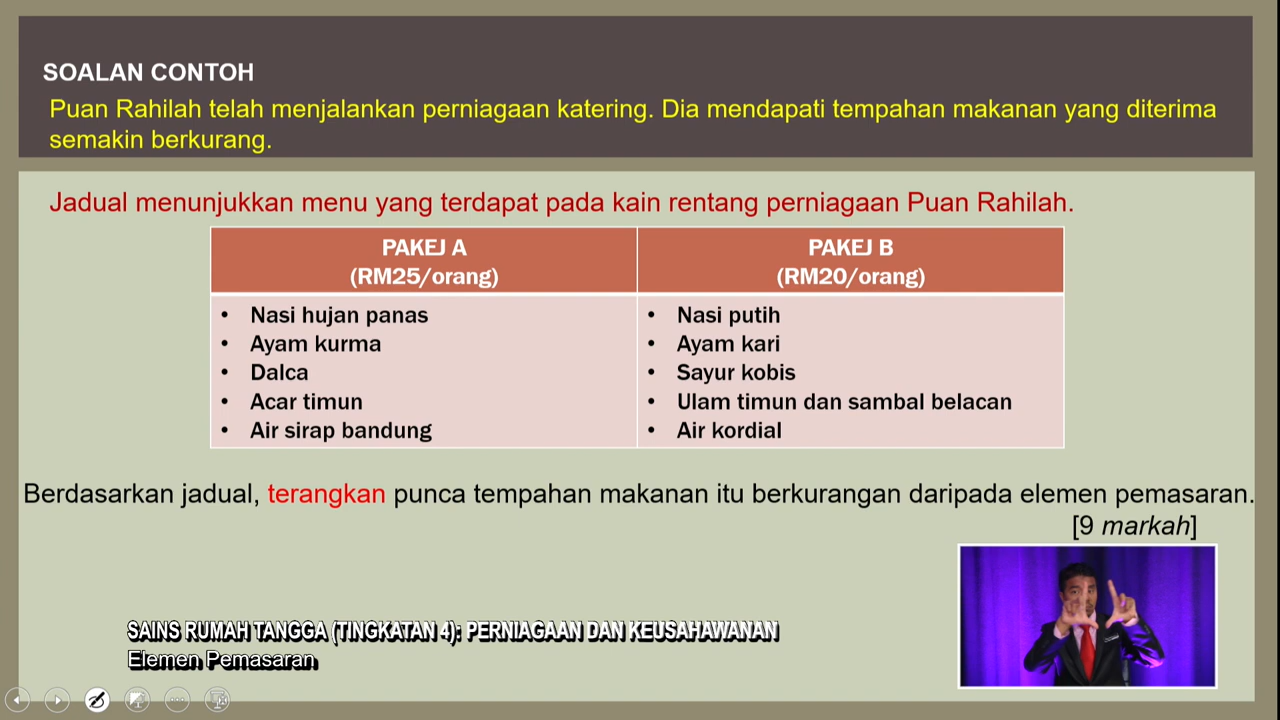 SOALAN CONTOH
Puan Rahilah telah menjalankan perniagaan katering. Dia mendapati tempahan makanan yang diterima
semakin berkurang.
Jadual menunjukkan menu yang terdapat pada kain rentang perniagaan Puan Rahilah.
PAKEJ A
(RM25/orang)
• Nasi hujan panas
• Ayam kurma
• Dalca
• Acar timun
• Air sirap bandung
PAKEJ B
(RM20/orang)
• Nasi putih
• Ayam kari
• Sayur kobis
• Ulam timun dan sambal belacan
• Air kordial
Berdasarkan jadual, terangkan punca tempahan makanan itu berkurangan daripada elemen pemasaran.
[9 markah]
SAINS RUMAH TANGGA (TINGKATAN 4): PERNIAGAAN DAN KEUSAHAWANAN
Elemen Pemasaran